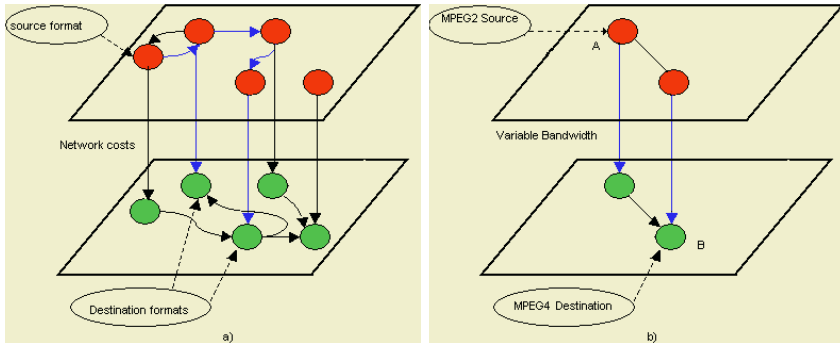 source format
Network costs
Destination formats
a)
MPEG2 Source
A
Variable Bandwidth
B
MPEG4 Destination
b)